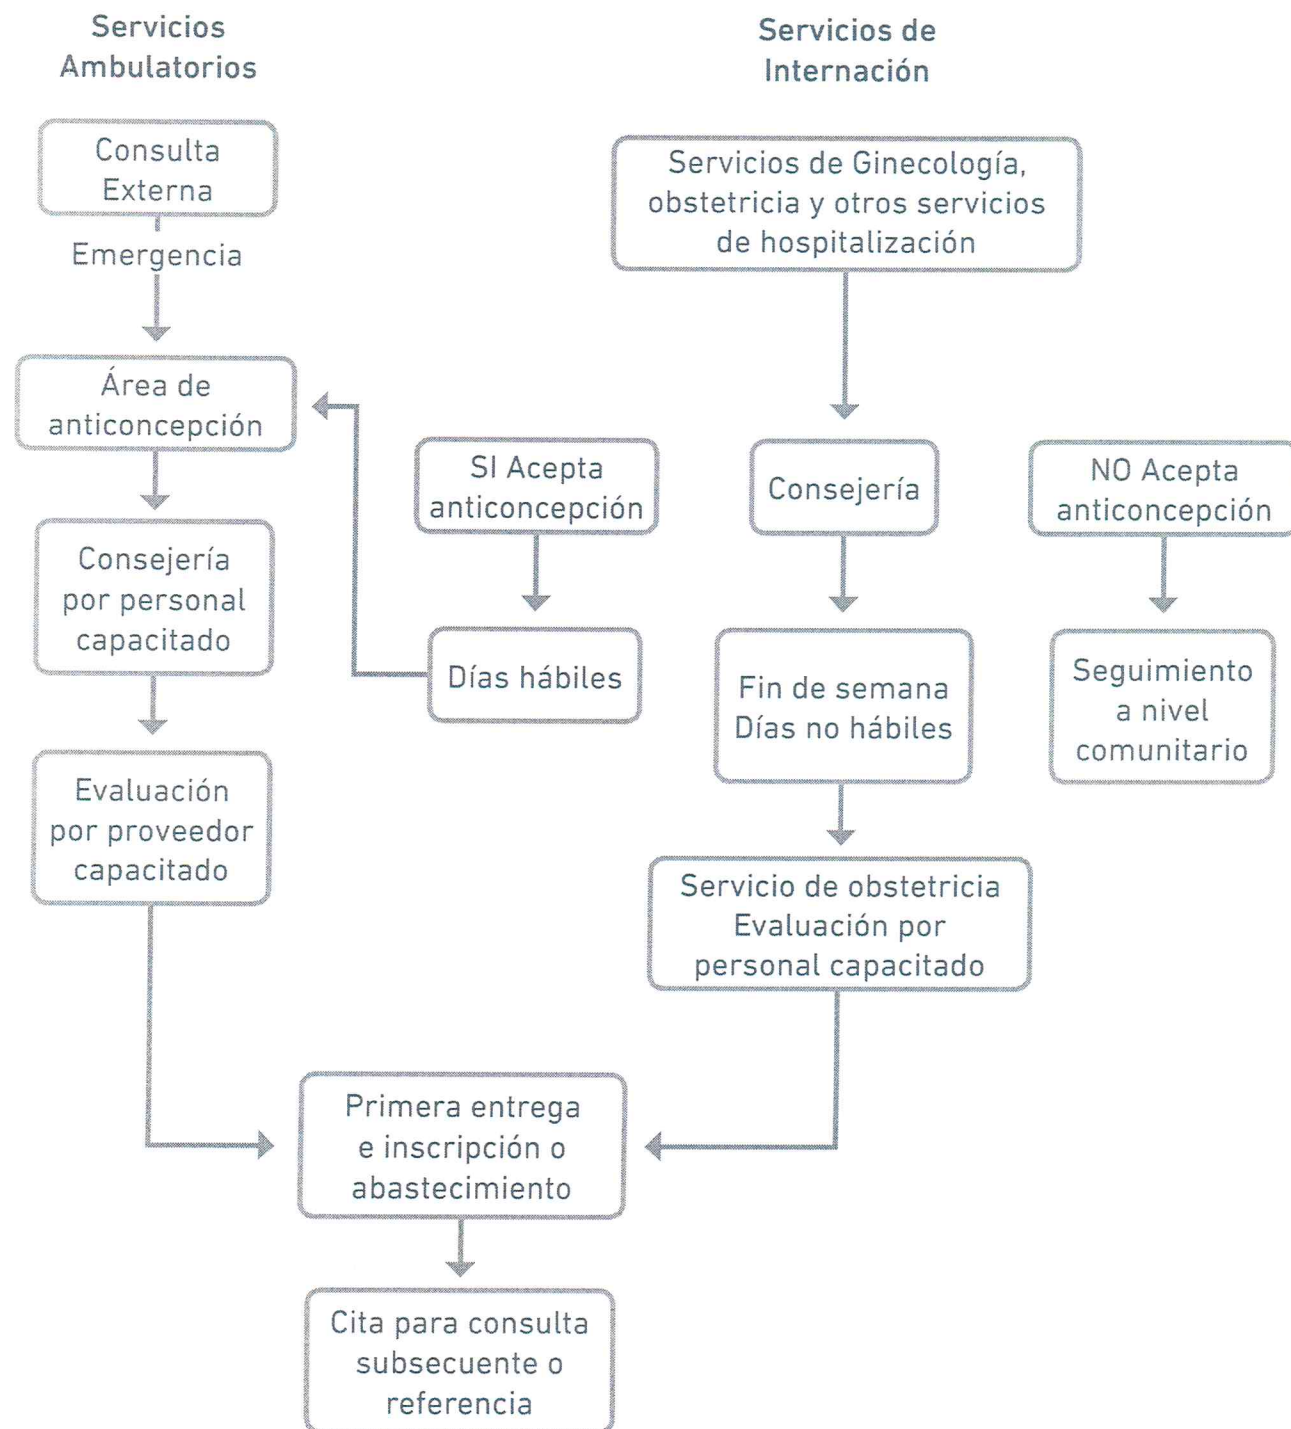 Servicios
Ambulatorios
Servicios de
Internación
Consulta
Externa
Emergencia
Servicios de Ginecología,
obstetricia y otros servicios
de hospitalización
Área de
anticoncepción
SI Acepta
anticoncepción
Consejería
NO Acepta
anticoncepción
Consejería
por personal
capacitado
Días hábiles
Fin de semana
Días no hábiles
Seguimiento
a nivel
comunitario
Evaluación
por proveedor
capacitado
Servicio de obstetricia
Evaluación por
personal capacitado
Primera entrega
e inscripción o
abastecimiento
Cita para consulta
subsecuente o
referencia